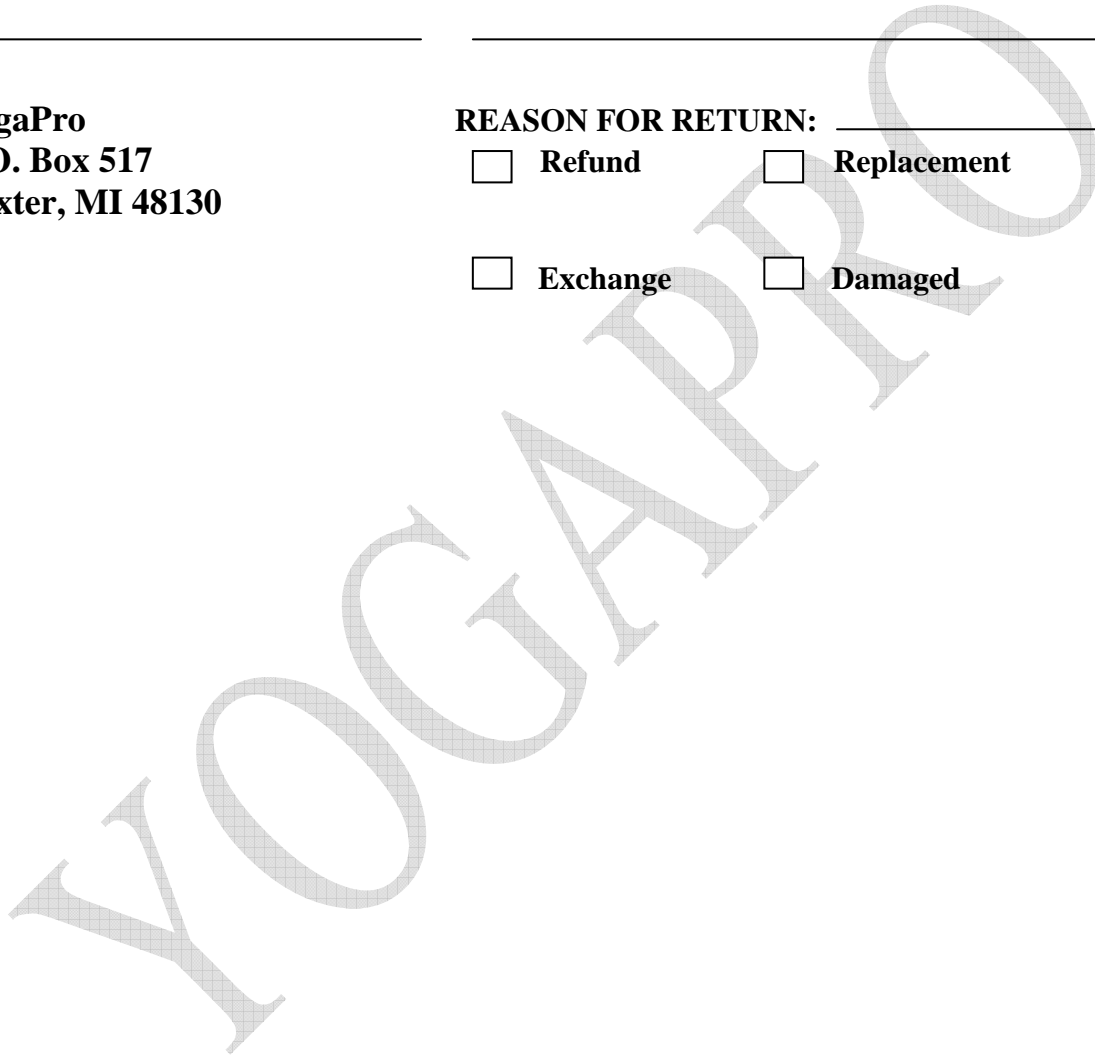 gaPro
O. Box 517
xter, MI 48130
REASON FOR RETURN:
Refund Replacement
Exchange Damaged
YOGAPRO